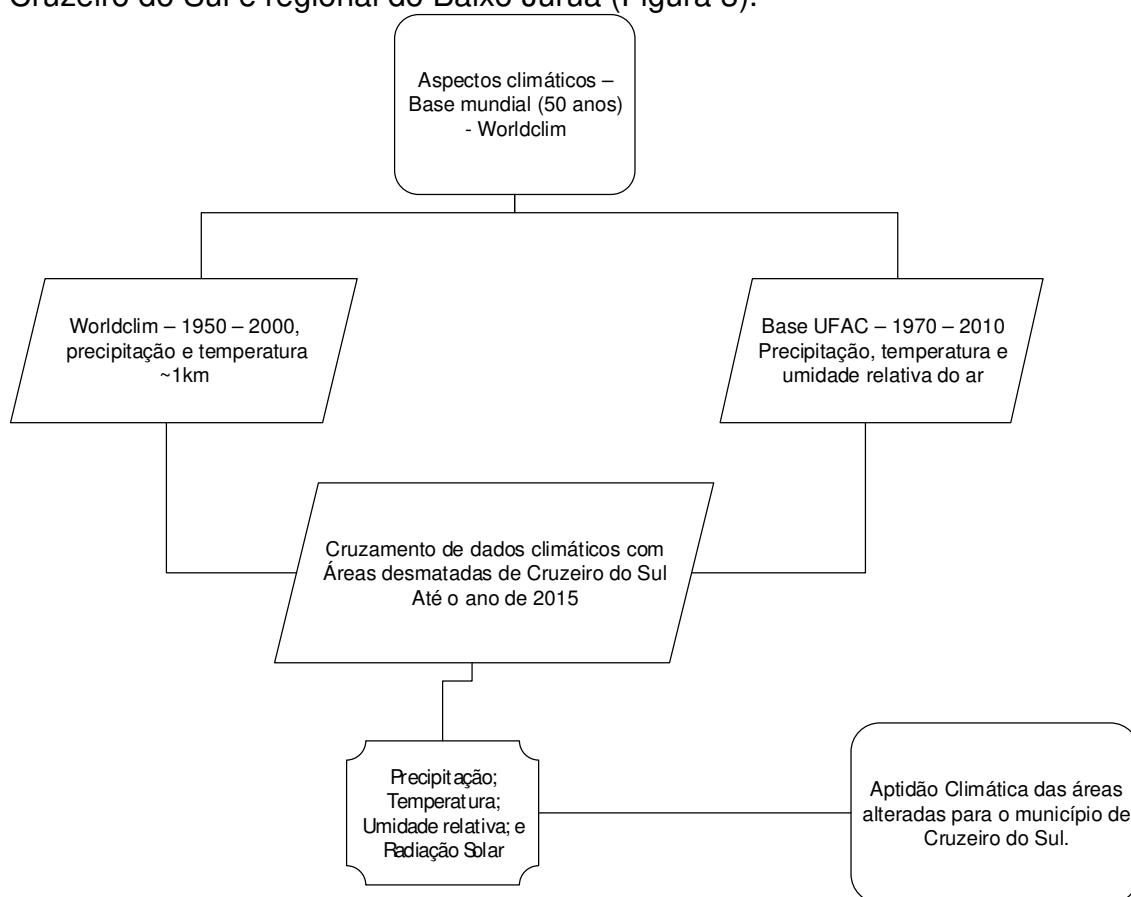 Cruzeiro do Sul e regional do Baixo Juruá (Figura 8).
Aspectos climáticos –
Base mundial (50 anos)
- Worldclim
Worldclim – 1950 – 2000,
precipitação e temperatura
~1km
Base UFAC – 1970 – 2010
Precipitação, temperatura e
umidade relativa do ar
Cruzamento de dados climáticos com
Áreas desmatadas de Cruzeiro do Sul
Até o ano de 2015
Precipitação;
Temperatura;
Umidade relativa; e
Radiação Solar
Aptidão Climática das áreas
alteradas para o município de
Cruzeiro do Sul.